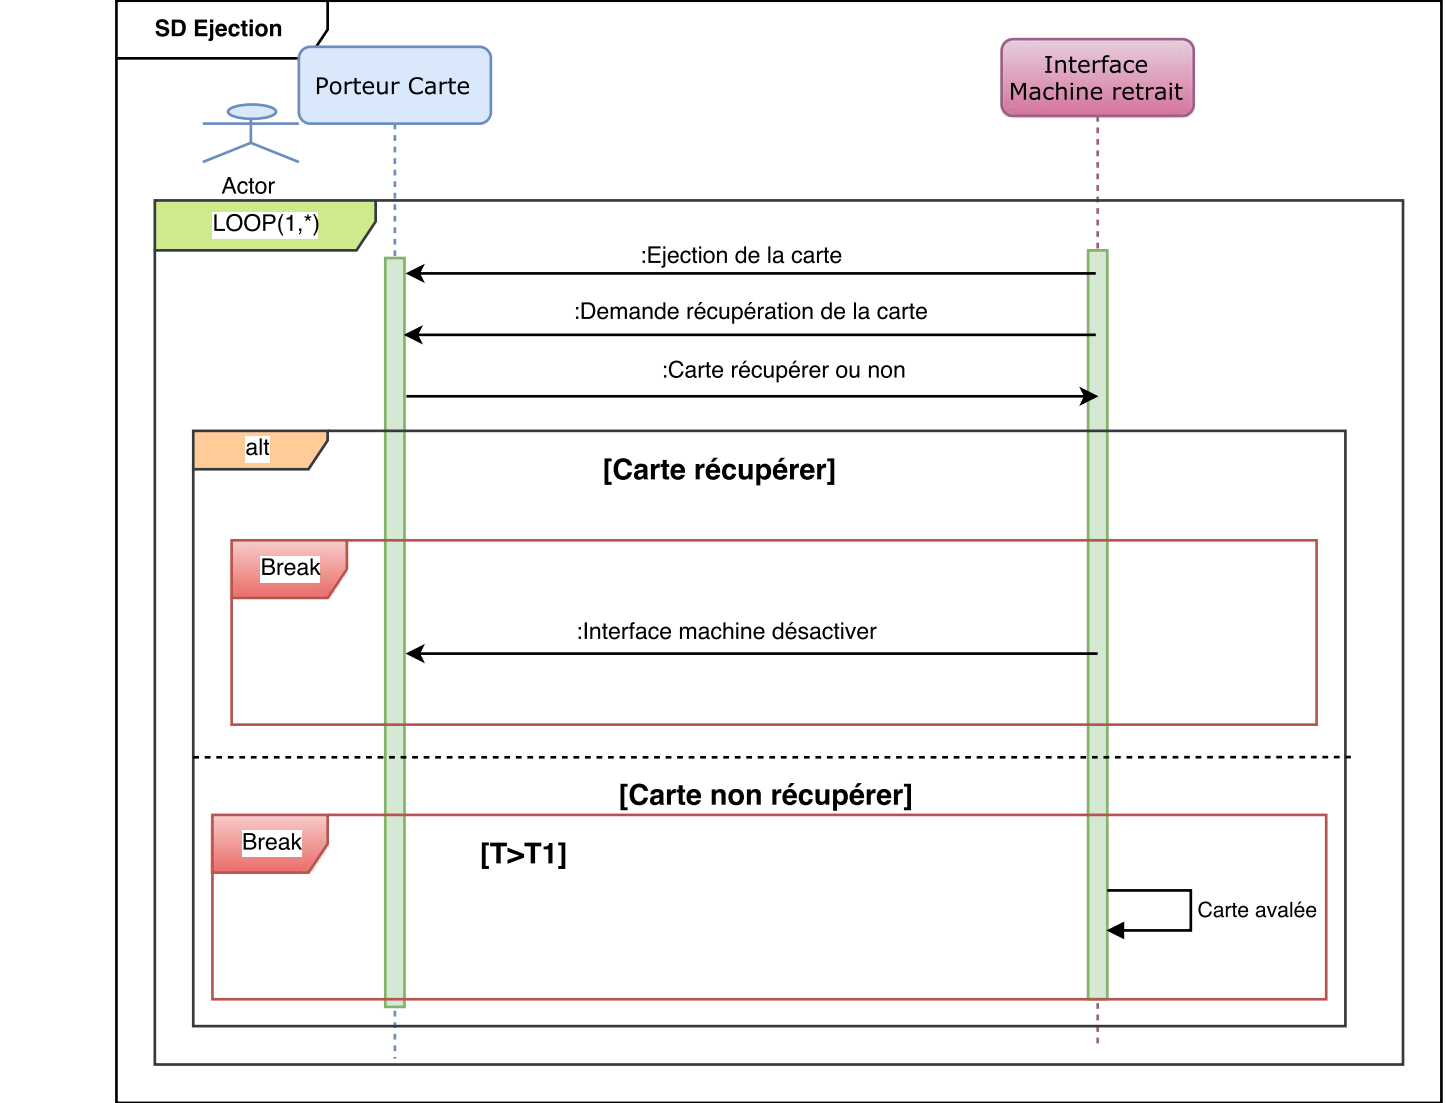 SD Ejection
Porteur Carte
Interface
Machine retrait
Actor
LOOP(1,*)
:Ejection de la carte
:Demande récupération de la carte
:Carte récupérer ou non
alt
[Carte récupérer]
Break
:Interface machine désactiver
[Carte non récupérer]
Break
[T>T1]
Carte avalée